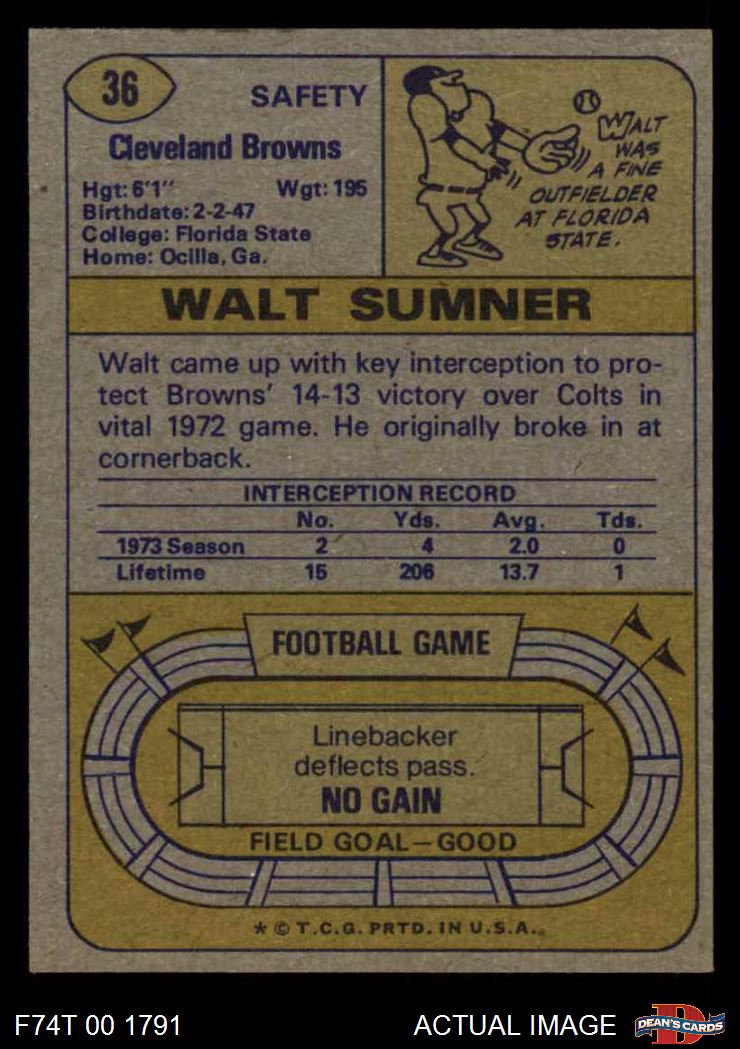 36
SAFETY
Cleveland Browns
Hgt: 6'1" Wgt: 195
Birthdate: 2-2-47
College: Florida State
Home: Ocilla, Ga.
WALT
WAS
A FINE
OUTFIELDER
AT FLORIDA
STATE.
WALT SUMNER
Walt came up with key interception to pro-
tect Browns' 14-13 victory over Colts in
vital 1972 game. He originally broke in at
cornerback.
INTERCEPTION RECORD
No. Yds. Avg. Tds.
1973 Season 2 4 2.0 0
Lifetime 15 206 13.7 1
FOOTBALL GAME
Linebacker
deflects pass.
NO GAIN
FIELD GOAL—GOOD
* © T.C.G. PRTD. IN U.S.A.
F74T 00 1791 ACTUAL IMAGE DEAN'S CARDS